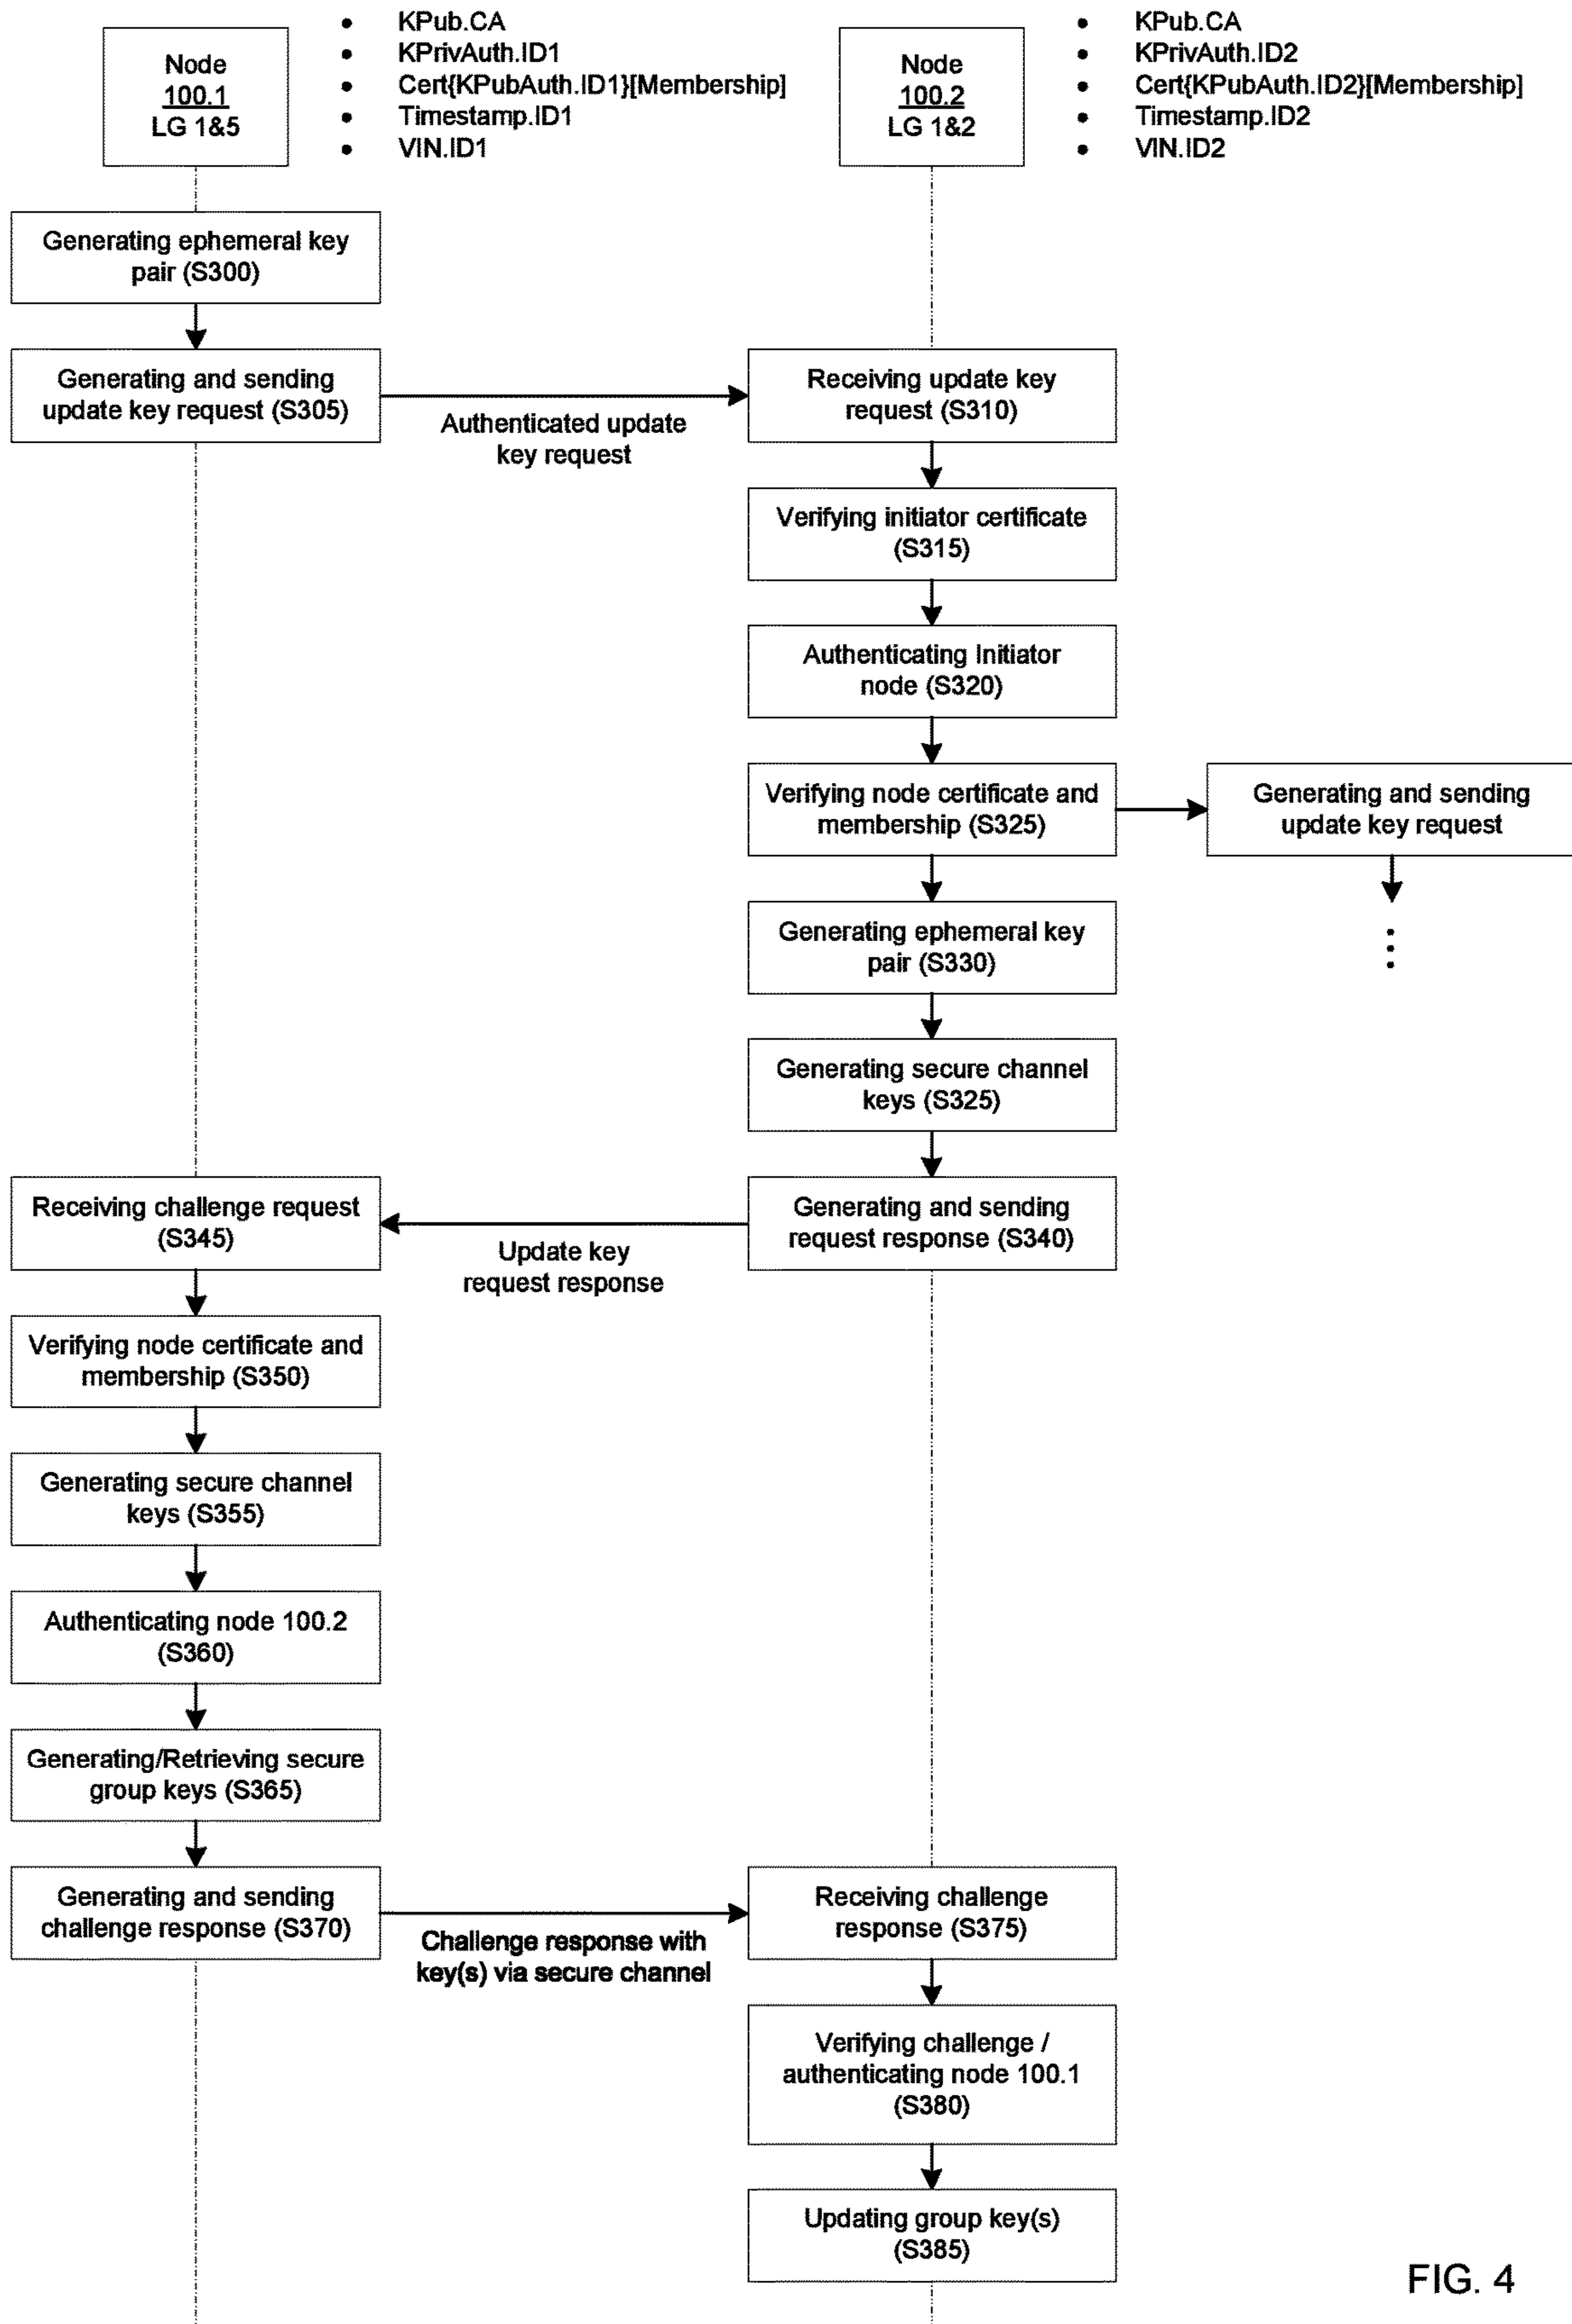 Node
100.1
LG 1&5
• KPub.CA
• KPrivAuth.ID1
• Cert{KPubAuth.ID1}[Membership]
• Timestamp.ID1
• VIN.ID1
Node
100.2
LG 1&2
• KPub.CA
• KPrivAuth.ID2
• Cert{KPubAuth.ID2}[Membership]
• Timestamp.ID2
• VIN.ID2
Generating ephemeral key
pair (S300)
Generating and sending
update key request (S305)
Authenticated update
key request
Receiving update key
request (S310)
Verifying initiator certificate
(S315)
Authenticating Initiator
node (S320)
Verifying node certificate and
membership (S325)
Generating and sending
update key request
Generating ephemeral key
pair (S330)
Generating secure channel
keys (S325)
Generating and sending
request response (S340)
Update key
request response
Receiving challenge request
(S345)
Verifying node certificate and
membership (S350)
Generating secure channel
keys (S355)
Authenticating node 100.2
(S360)
Generating/Retrieving secure
group keys (S365)
Generating and sending
challenge response (S370)
Challenge response with
key(s) via secure channel
Receiving challenge
response (S375)
Verifying challenge /
authenticating node 100.1
(S380)
Updating group key(s)
(S385)
FIG. 4